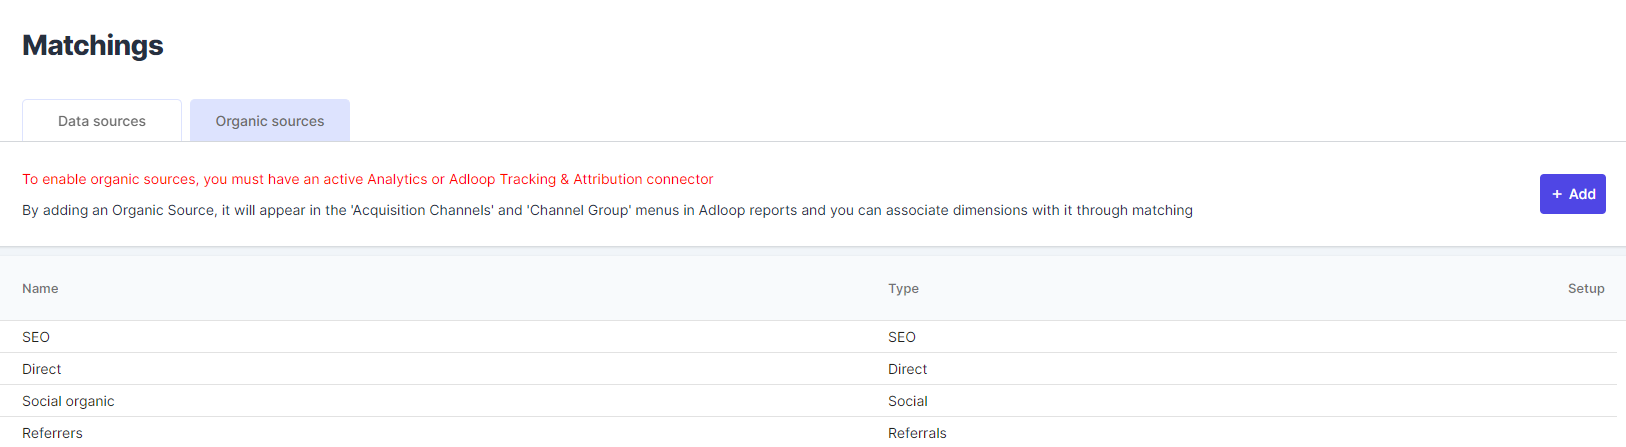 Matchings
Data sources
Organic sources
To enable organic sources, you must have an active Analytics or Adloop Tracking & Attribution connector
By adding an Organic Source, it will appear in the 'Acquisition Channels' and 'Channel Group' menus in Adloop reports and you can associate dimensions with it through matching
+ Add
Name Type Setup
SEO SEO
Direct Direct
Social organic Social
Referrers Referrals